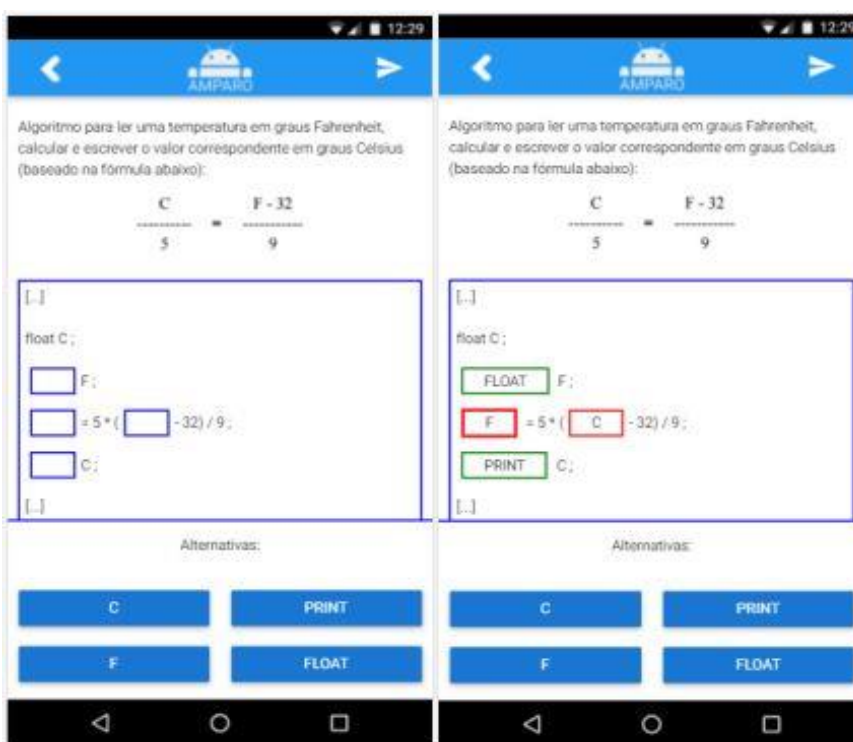 12:29
AMPARO
Algoritmo para ler uma temperatura em graus Fahrenheit,
calcular e escrever o valor correspondente em graus Celsius
(baseado na fórmula abaixo):
C F - 32
---------- = ------------
5 9
[...]
float C ;
F ;
= 5 * ( - 32) / 9 ;
C ;
[...]
Alternativas:
C PRINT
F FLOAT
12:29
AMPARO
Algoritmo para ler uma temperatura em graus Fahrenheit,
calcular e escrever o valor correspondente em graus Celsius
(baseado na fórmula abaixo):
C F - 32
---------- = ------------
5 9
[...]
float C ;
FLOAT F ;
F = 5 * ( C - 32) / 9 ;
PRINT C ;
[...]
Alternativas:
C PRINT
F FLOAT